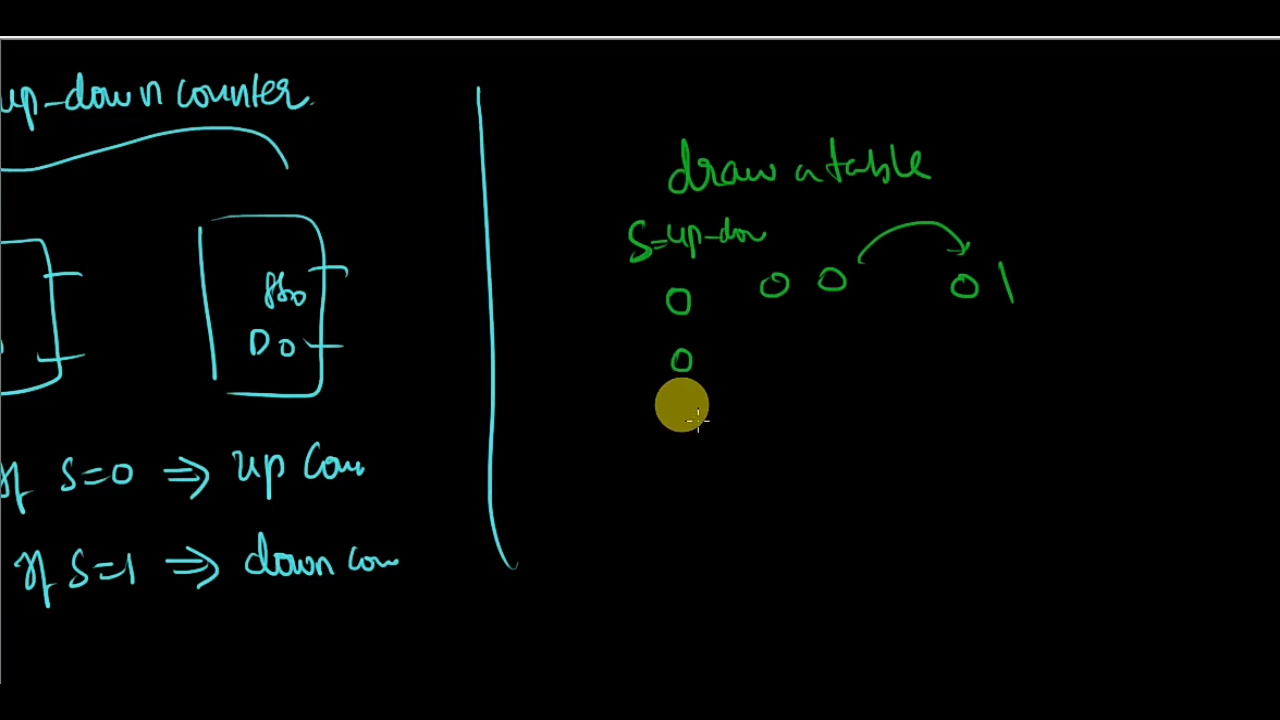 up-down counter
D0
If S=0 ⇒ up Cou
If S=1 ⇒ down cou
draw a table
S=up-dow
0 0 0 0 1
0